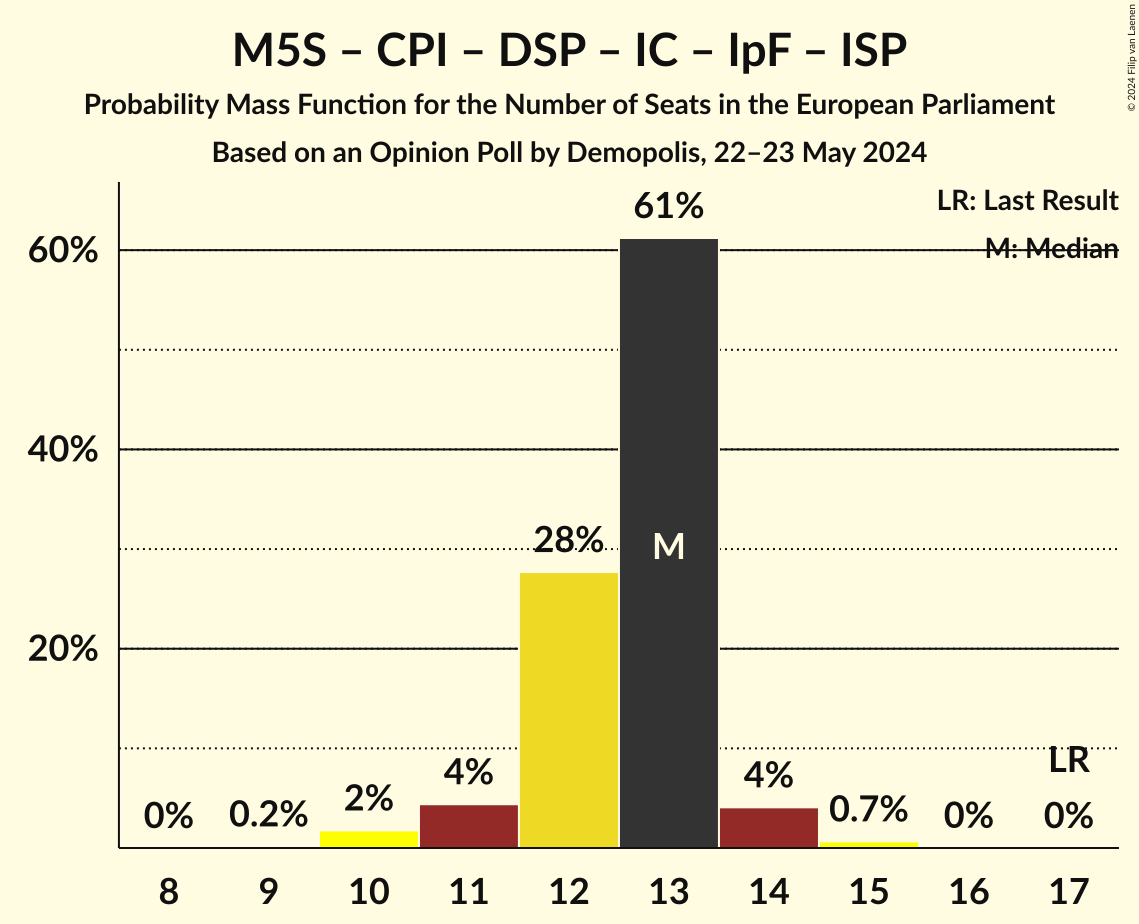 M5S – CPI – DSP – IC – IpF – ISP
Probability Mass Function for the Number of Seats in the European Parliament
Based on an Opinion Poll by Demopolis, 22–23 May 2024
© 2024 Filip van Laenen
LR: Last Result
M: Median
60%
40%
20%
0%
0.2%
2%
4%
28%
61%
M
4%
0.7%
0%
LR
0%
8 9 10 11 12 13 14 15 16 17